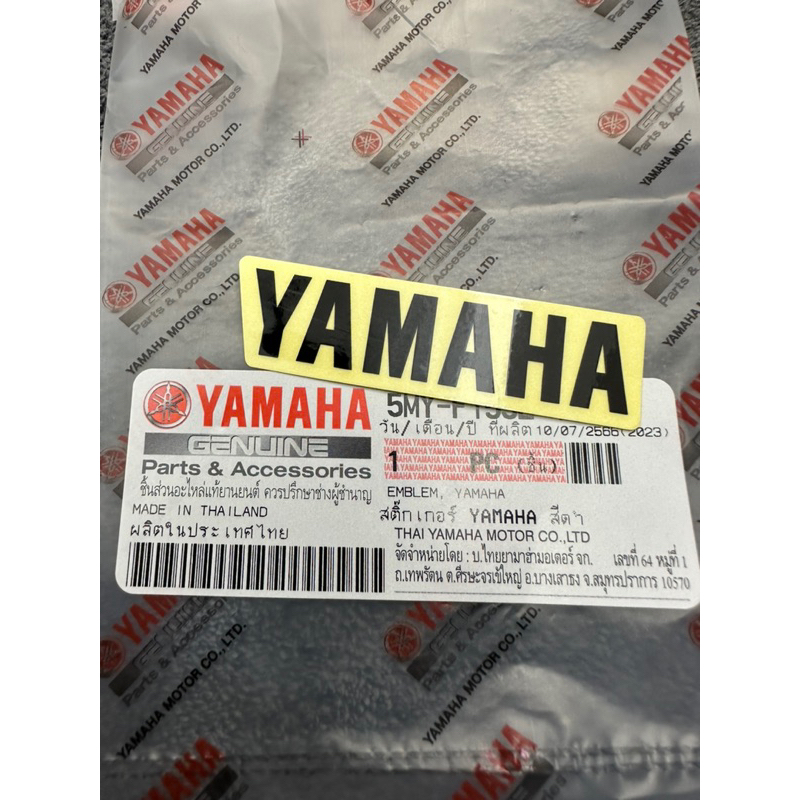 YAMAHA
YAMAHA
GENUINE
Parts & Accessories
ชิ้นส่วนอะไหล่แท้ยานยนต์ ควรปรึกษาช่างผู้ชำนาญ
MADE IN THAILAND
ผลิตในประเทศไทย
5MY-F
วัน/เดือน/ปี ที่ผลิต 10/07/2566(2023)
1 PC (ชิ้น)
EMBLEM, YAMAHA
สติ๊กเกอร์ YAMAHA สีดำ
THAI YAMAHA MOTOR CO.,LTD
จัดจำหน่ายโดย : บ.ไทยยามาฮ่ามอเตอร์ จก. เลขที่ 64 หมู่ที่ 1
ถ.เทพรัตน ต.ศีรษะจรเข้ใหญ่ อ.บางเสาธง จ.สมุทรปราการ 10570
YAMAHA
GENUINE
Parts & Accessories
YAMAHA MOTOR CO.,LTD.